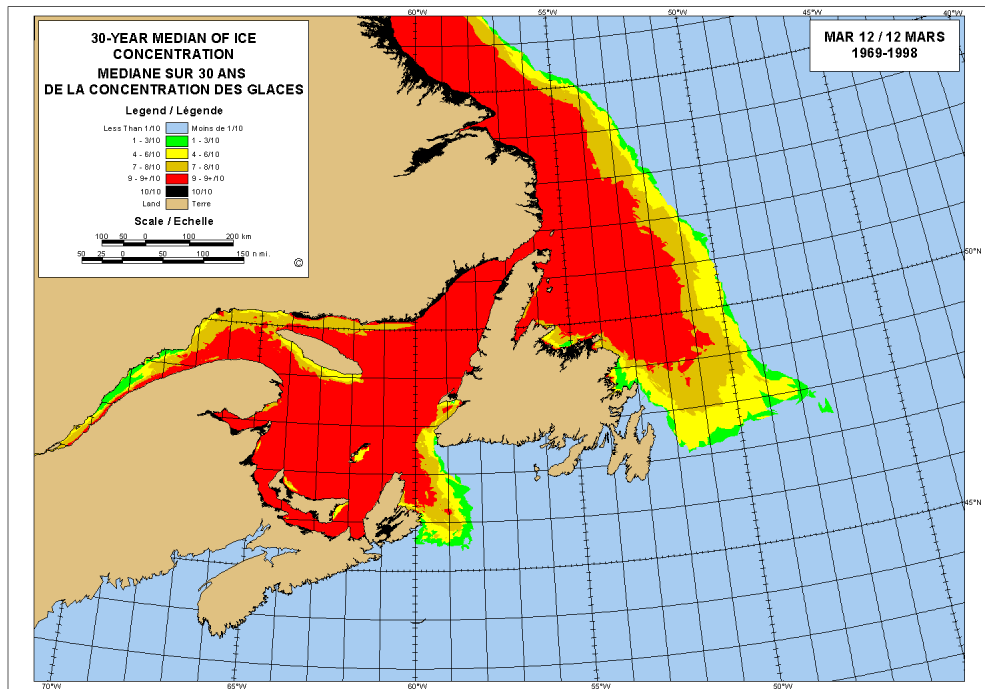 60°W 55°W 50°W 45°W 40°W
30-YEAR MEDIAN OF ICE
CONCENTRATION
MEDIANE SUR 30 ANS
DE LA CONCENTRATION DES GLACES
Legend / Légende
Less Than 1/10 Moins de 1/10
1 - 3/10 1 - 3/10
4 - 6/10 4 - 6/10
7 - 8/10 7 - 8/10
9 - 9+/10 9 - 9+/10
10/10 10/10
Land Terre
Scale / Echelle
100 50 0 100 200 km
50 25 0 50 100 150 n mi.
©
MAR 12 / 12 MARS
1969-1998
50°N
45°N
70°W 65°W 60°W 55°W 50°W